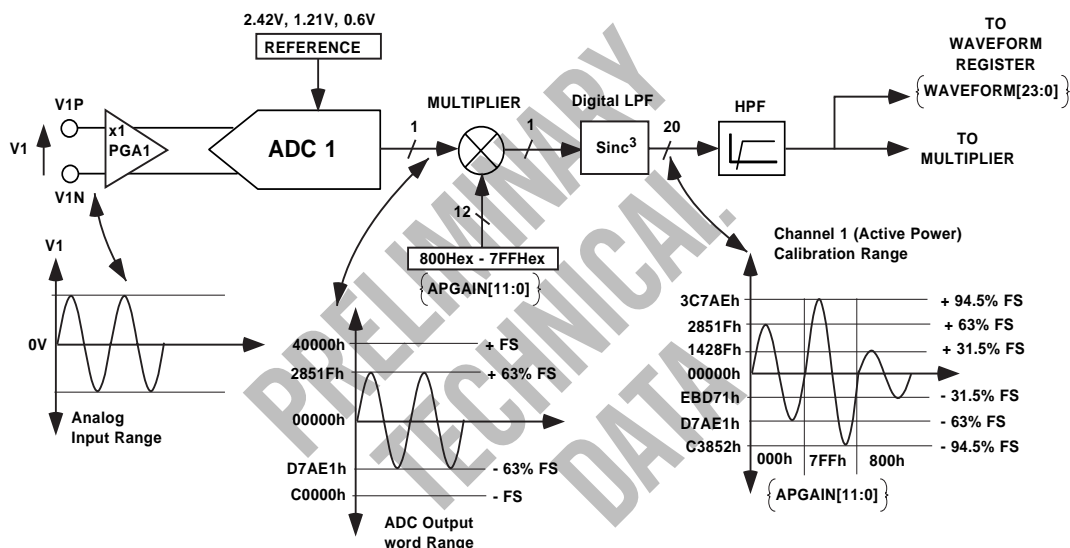 2.42V, 1.21V, 0.6V
REFERENCE
TO
WAVEFORM
REGISTER
{WAVEFORM[23:0]}
V1P
V1
V1N
x1
PGA1
ADC 1
1
MULTIPLIER
1
Digital LPF
Sinc³
20
HPF
TO
MULTIPLIER
12
800Hex - 7FFHex
{APGAIN[11:0]}
V1
0V
Analog
Input Range
40000h + FS
2851Fh + 63% FS
00000h
D7AE1h - 63% FS
C0000h - FS
ADC Output
word Range
Channel 1 (Active Power)
Calibration Range
3C7AEh + 94.5% FS
2851Fh + 63% FS
1428Fh + 31.5% FS
00000h
EBD71h - 31.5% FS
D7AE1h - 63% FS
C3852h - 94.5% FS
000h 7FFh 800h
{APGAIN[11:0]}
PRELIMINARY
TECHNICAL
DATA